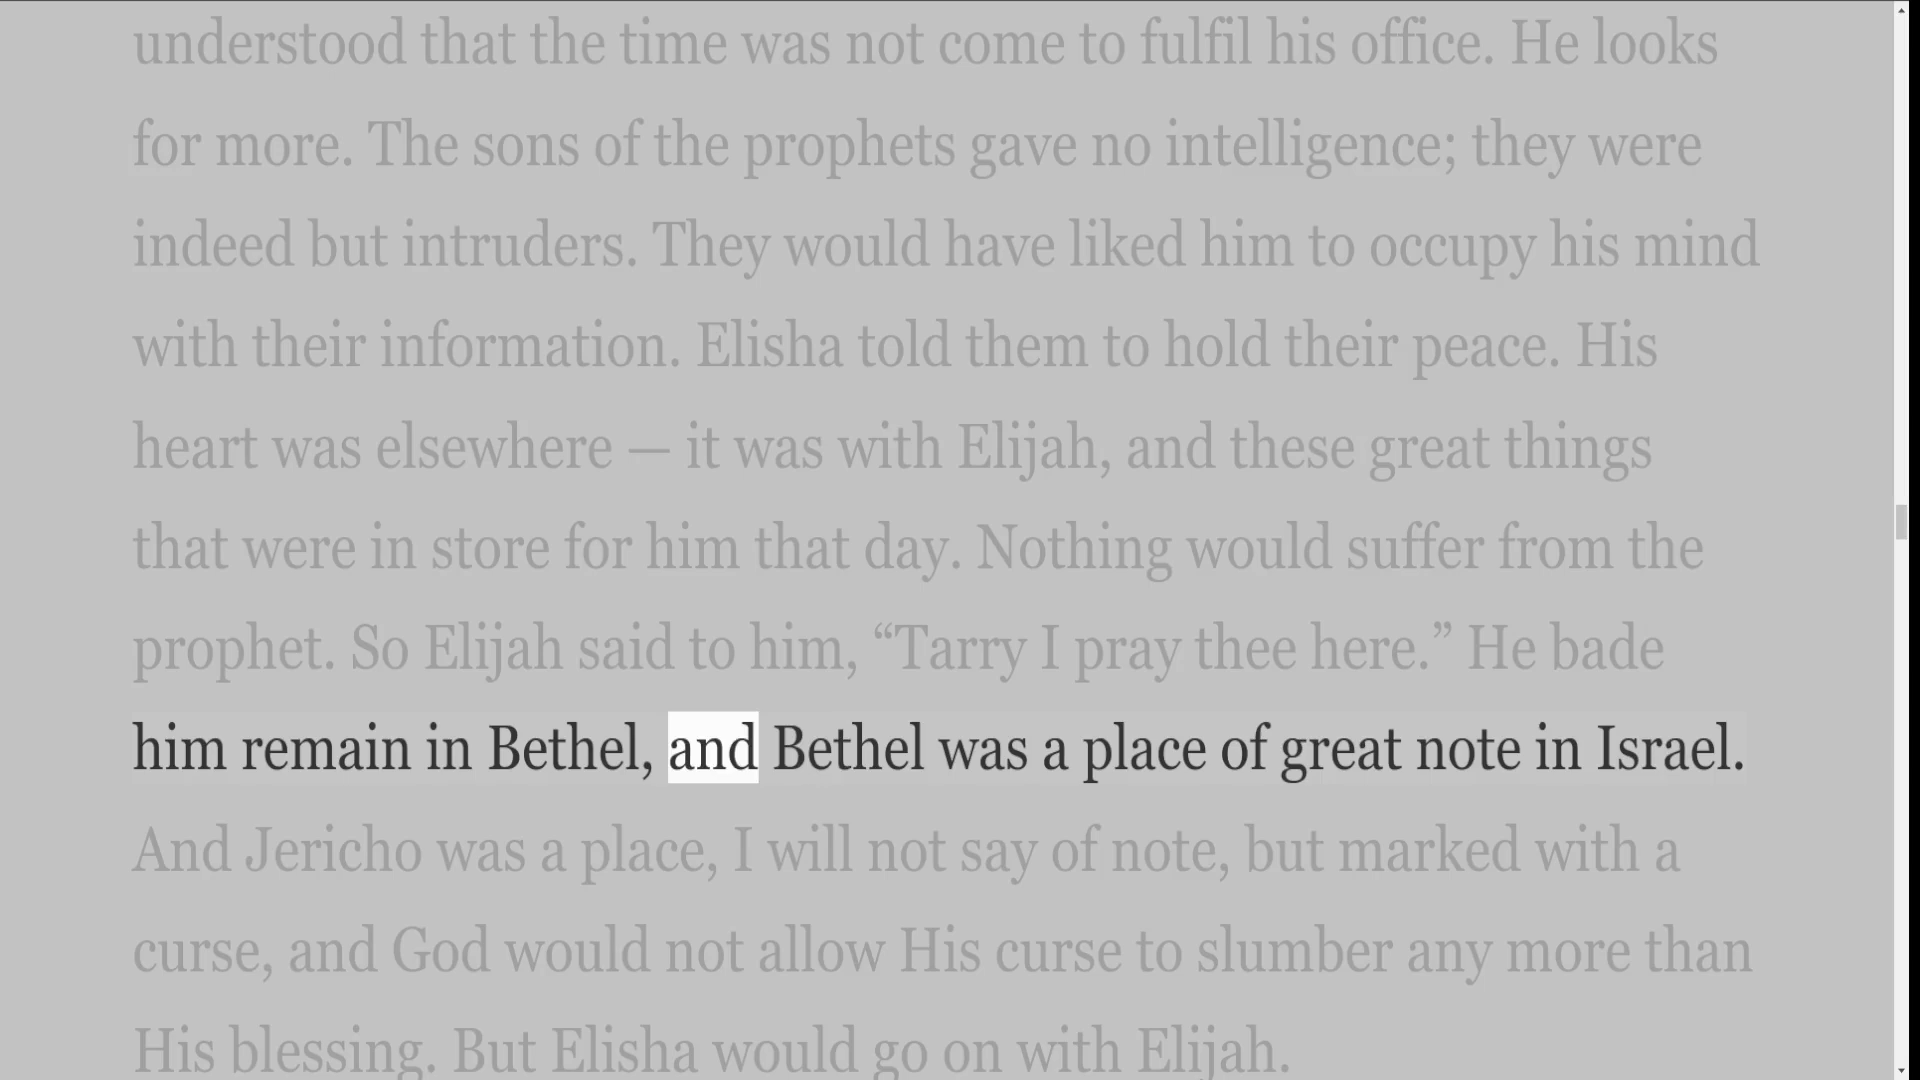 understood that the time was not come to fulfil his office. He looks
for more. The sons of the prophets gave no intelligence; they were
indeed but intruders. They would have liked him to occupy his mind
with their information. Elisha told them to hold their peace. His
heart was elsewhere — it was with Elijah, and these great things
that were in store for him that day. Nothing would suffer from the
prophet. So Elijah said to him, “Tarry I pray thee here.” He bade
him remain in Bethel, and Bethel was a place of great note in Israel.
And Jericho was a place, I will not say of note, but marked with a
curse, and God would not allow His curse to slumber any more than
His blessing. But Elisha would go on with Elijah.